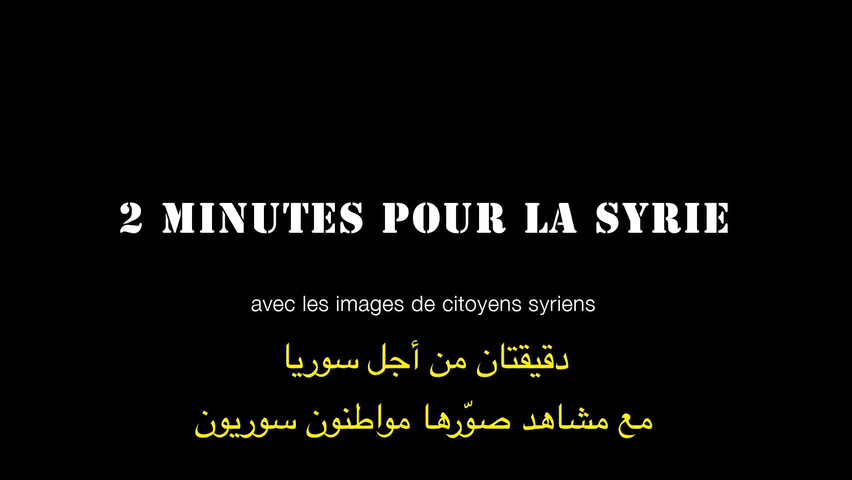 2 MINUTES POUR LA SYRIE
avec les images de citoyens syriens
دقيقتان من أجل سوريا
مع مشاهد صوّرها مواطنون سوريون